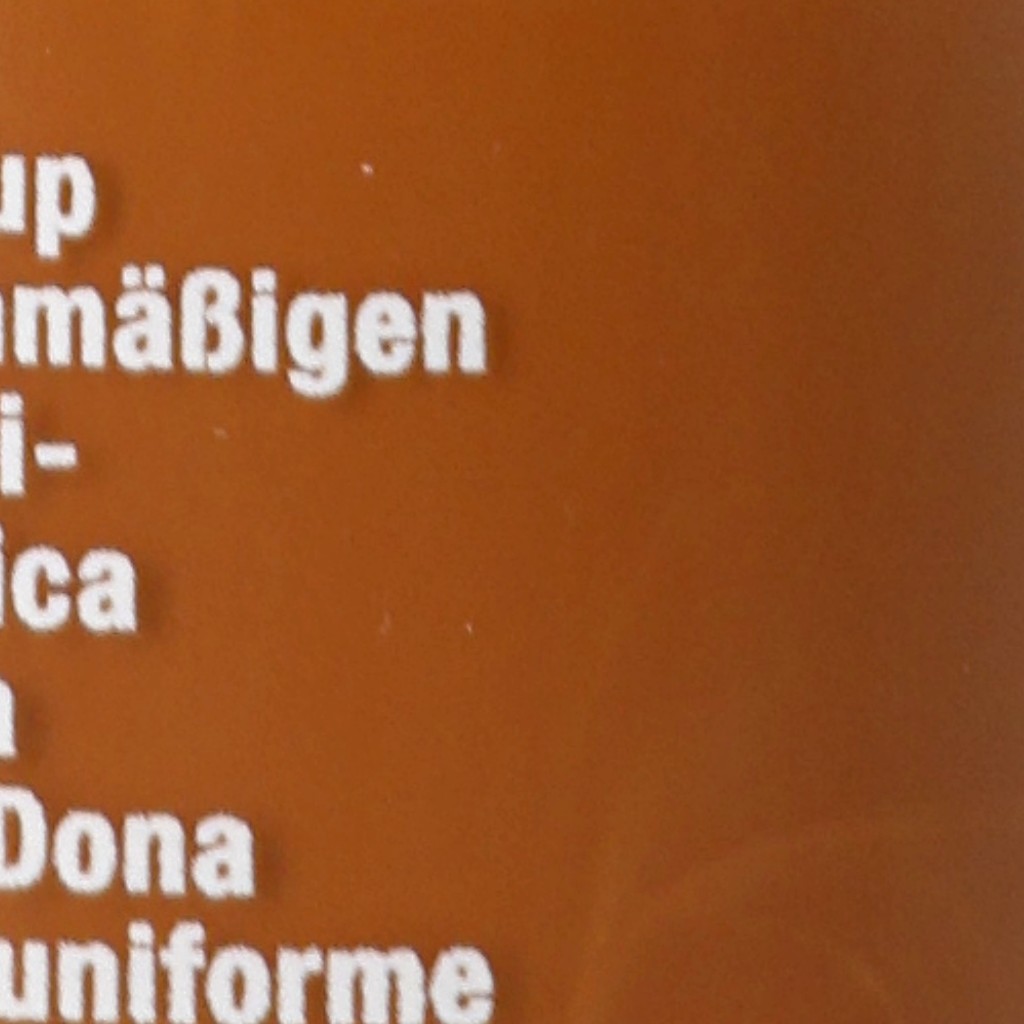 up
mäßigen
i-
ica
Dona
uniforme